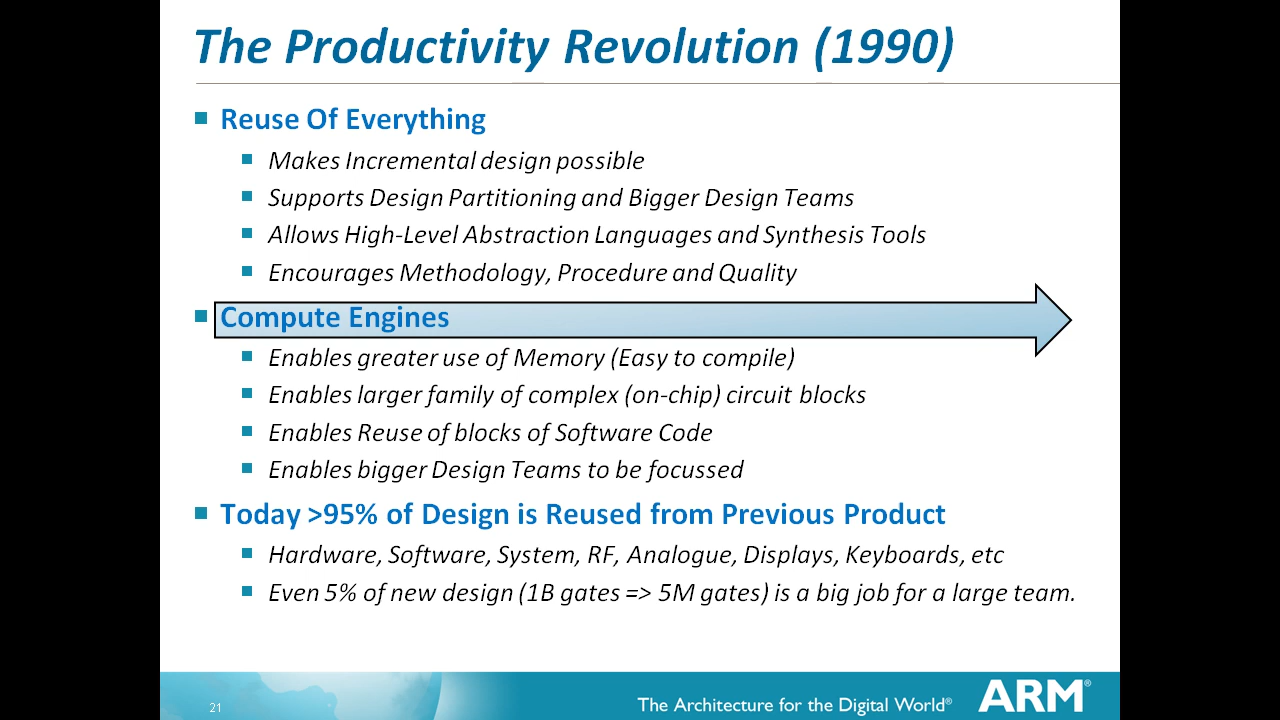 The Productivity Revolution (1990)
Reuse Of Everything
Makes Incremental design possible
Supports Design Partitioning and Bigger Design Teams
Allows High-Level Abstraction Languages and Synthesis Tools
Encourages Methodology, Procedure and Quality
Compute Engines
Enables greater use of Memory (Easy to compile)
Enables larger family of complex (on-chip) circuit blocks
Enables Reuse of blocks of Software Code
Enables bigger Design Teams to be focussed
Today >95% of Design is Reused from Previous Product
Hardware, Software, System, RF, Analogue, Displays, Keyboards, etc
Even 5% of new design (1B gates => 5M gates) is a big job for a large team.
21
The Architecture for the Digital World®
ARM®